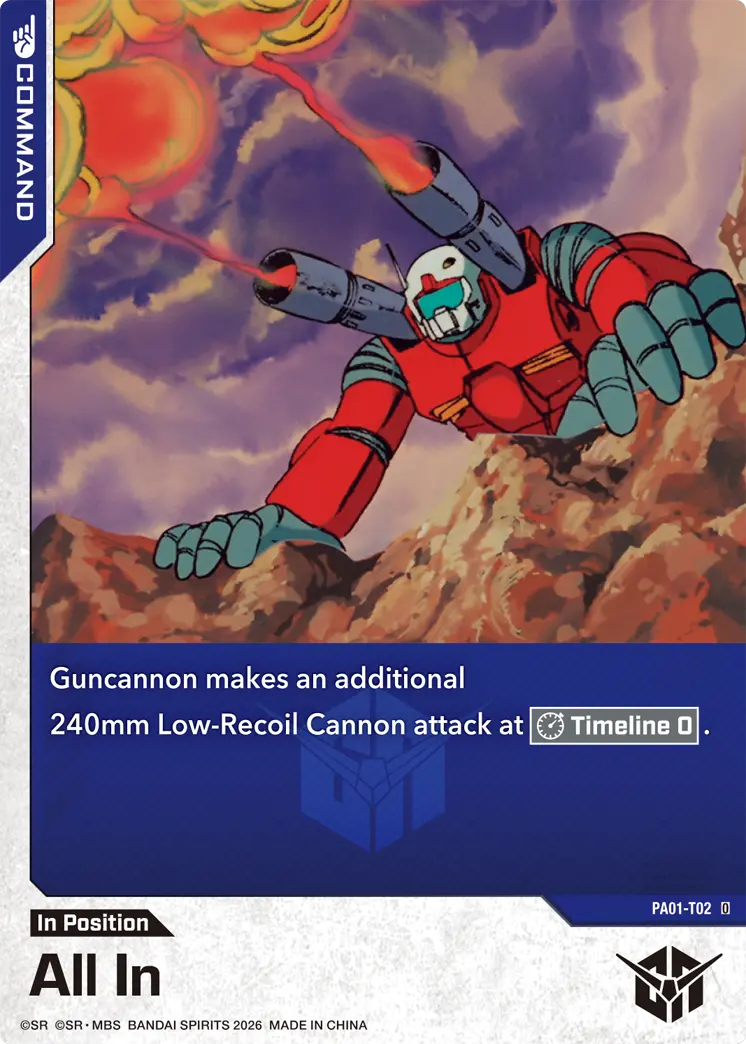 COMMAND
Guncannon makes an additional
240mm Low-Recoil Cannon attack at Timeline 0 .
PA01-T02 0
In Position
All In
©SR ©SR・MBS BANDAI SPIRITS 2026 MADE IN CHINA